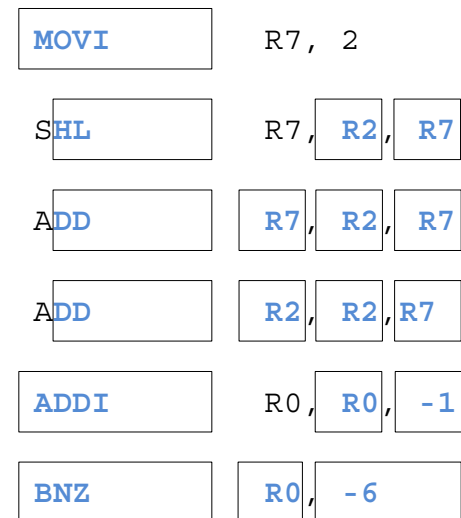 MOVI R7, 2
SHL R7, R2, R7
ADD R7, R2, R7
ADD R2, R2, R7
ADDI R0, R0, -1
BNZ R0, -6